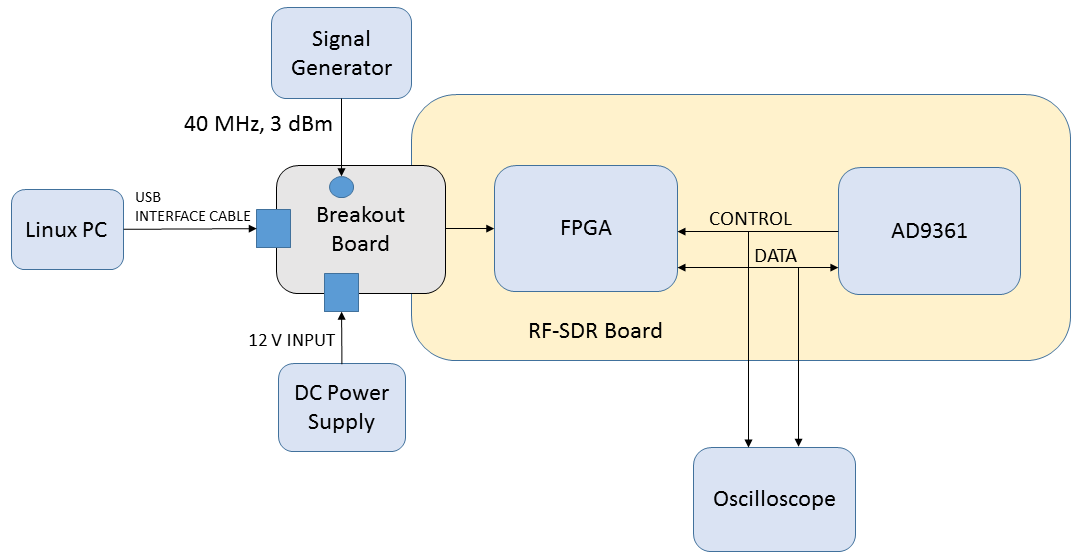 Signal
Generator
40 MHz, 3 dBm
USB
INTERFACE CABLE
Linux PC
Breakout
Board
FPGA
CONTROL
DATA
AD9361
RF-SDR Board
12 V INPUT
DC Power
Supply
Oscilloscope